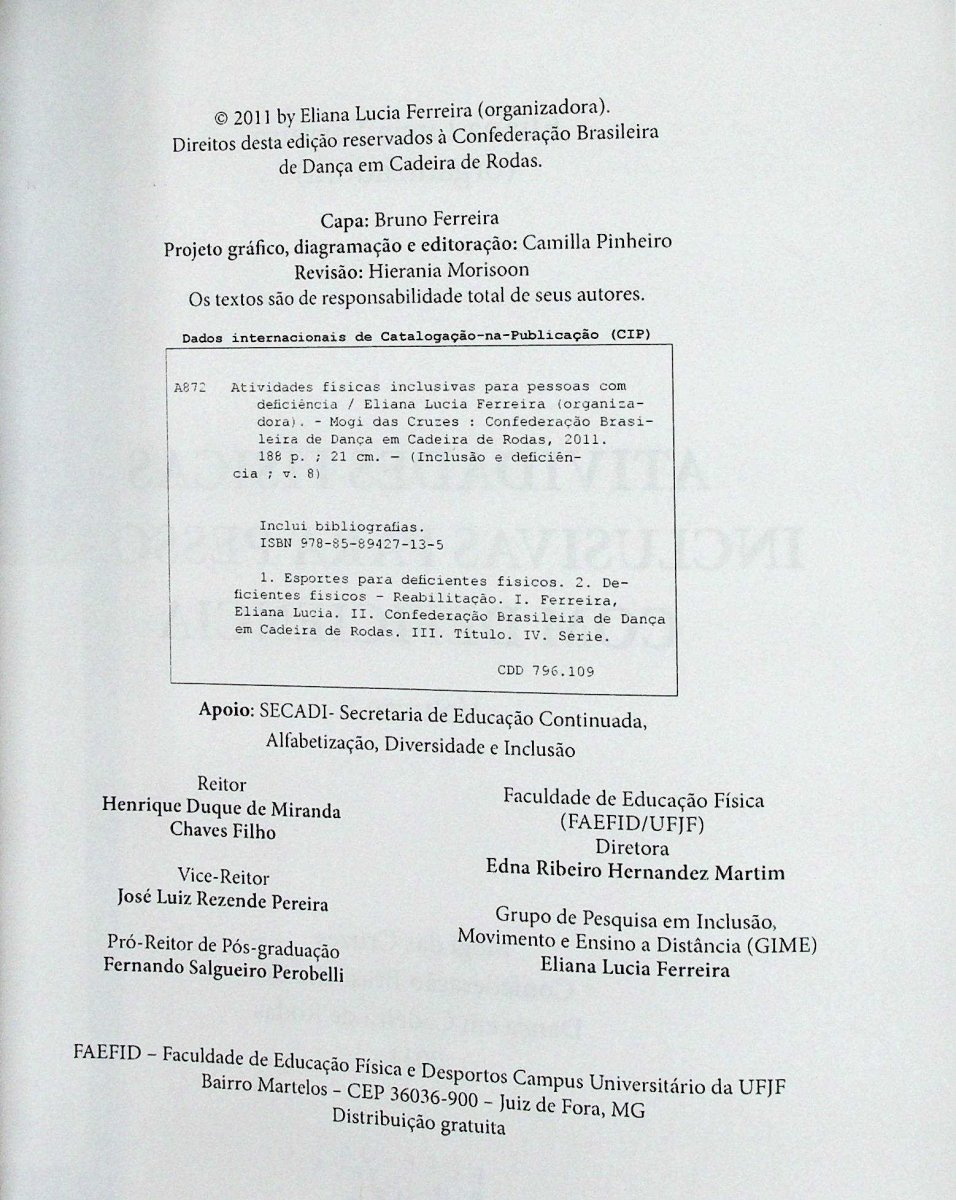 © 2011 by Eliana Lucia Ferreira (organizadora).
Direitos desta edição reservados à Confederação Brasileira
de Dança em Cadeira de Rodas.
Capa: Bruno Ferreira
Projeto gráfico, diagramação e editoração: Camilla Pinheiro
Revisão: Hierania Morisoon
Os textos são de responsabilidade total de seus autores.
Dados internacionais de Catalogação-na-Publicação (CIP)
A872 Atividades físicas inclusivas para pessoas com
deficiência / Eliana Lucia Ferreira (organiza-
dora). - Mogi das Cruzes : Confederação Brasi-
leira de Dança em Cadeira de Rodas, 2011.
188 p. ; 21 cm. – (Inclusão e deficiên-
cia ; v. 8)
Inclui bibliografias.
ISBN 978-85-89427-13-5
1. Esportes para deficientes físicos. 2. De-
ficientes físicos - Reabilitação. I. Ferreira,
Eliana Lucia. II. Confederação Brasileira de Dança
em Cadeira de Rodas. III. Título. IV. Série.
CDD 796.109
Apoio: SECADI- Secretaria de Educação Continuada,
Alfabetização, Diversidade e Inclusão
Reitor
Henrique Duque de Miranda
Chaves Filho
Vice-Reitor
José Luiz Rezende Pereira
Pró-Reitor de Pós-graduação
Fernando Salgueiro Perobelli
Faculdade de Educação Física
(FAEFID/UFJF)
Diretora
Edna Ribeiro Hernandez Martim
Grupo de Pesquisa em Inclusão,
Movimento e Ensino a Distância (GIME)
Eliana Lucia Ferreira
FAEFID – Faculdade de Educação Física e Desportos Campus Universitário da UFJF
Bairro Martelos – CEP 36036-900 – Juiz de Fora, MG
Distribuição gratuita